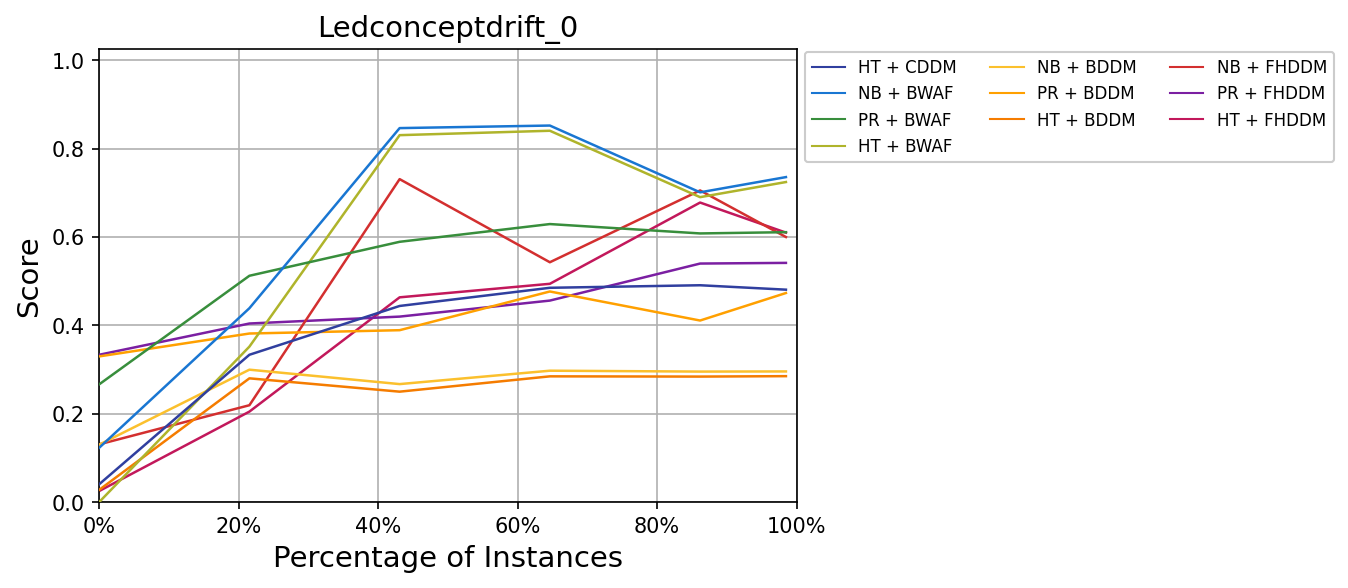 Ledconceptdrift_0
1.0
0.8
0.6
0.4
0.2
0.0
Score
0% 20% 40% 60% 80% 100%
Percentage of Instances
HT + CDDM
NB + BWAF
PR + BWAF
HT + BWAF
NB + BDDM
PR + BDDM
HT + BDDM
NB + FHDDM
PR + FHDDM
HT + FHDDM